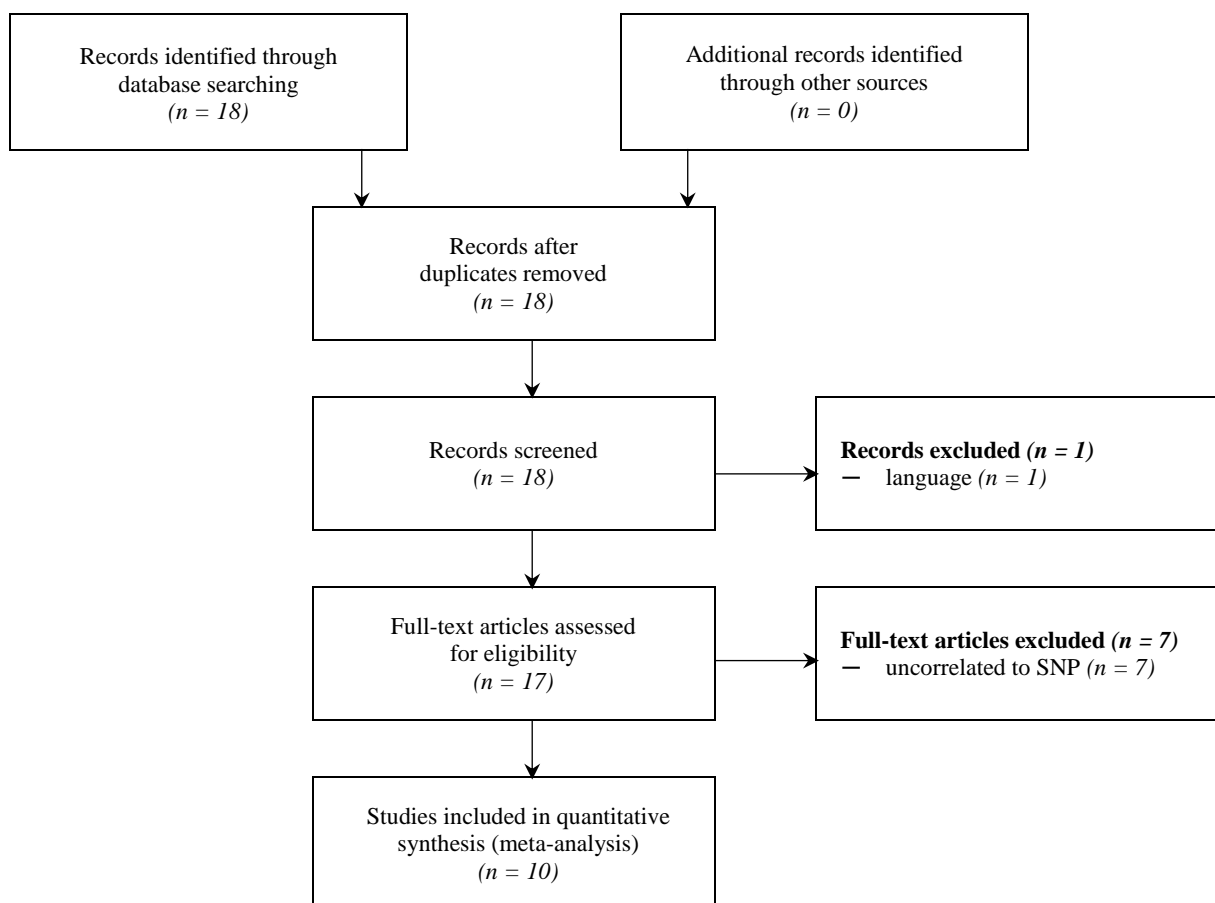 Records identified through
database searching
(n = 18)
Additional records identified
through other sources
(n = 0)
Records after
duplicates removed
(n = 18)
Records screened
(n = 18)
Records excluded (n = 1)
— language (n = 1)
Full-text articles assessed
for eligibility
(n = 17)
Full-text articles excluded (n = 7)
— uncorrelated to SNP (n = 7)
Studies included in quantitative
synthesis (meta-analysis)
(n = 10)